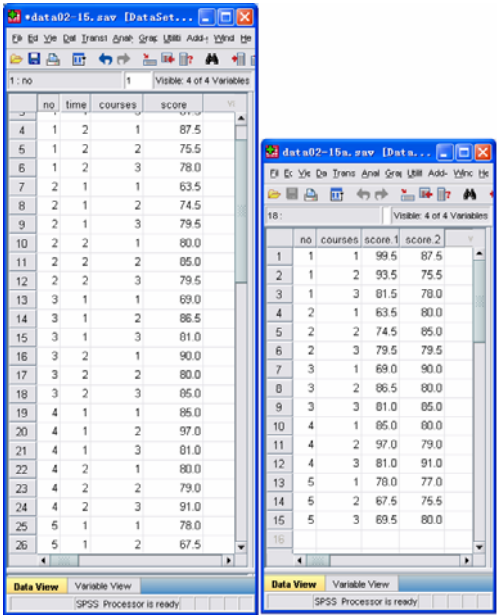 *data02-15.sav [DataSet...
Fil Ed Vie Dat Transt Analy Grap Utiliti Add-( Wind He
1 : no
1
Visible: 4 of 4 Variables
no time courses score
4 1 2 1 87.5
5 1 2 2 75.5
6 1 2 3 78.0
7 2 1 1 63.5
8 2 1 2 74.5
9 2 1 3 79.5
10 2 2 1 80.0
11 2 2 2 85.0
12 2 2 3 79.5
13 3 1 1 69.0
14 3 1 2 86.5
15 3 1 3 81.0
16 3 2 1 90.0
17 3 2 2 80.0
18 3 2 3 85.0
19 4 1 1 85.0
20 4 1 2 97.0
21 4 1 3 81.0
22 4 2 1 80.0
23 4 2 2 79.0
24 4 2 3 91.0
25 5 1 1 78.0
26 5 1 2 67.5
Data View Variable View
SPSS Processor is ready
data02-15a.sav [Data...
Fil Ec Vie Da Trans Anal Gra Utilit Add- Winc He
18 :
Visible: 4 of 4 Variables
no courses score.1 score.2
1 1 1 99.5 87.5
2 1 2 93.5 75.5
3 1 3 81.5 78.0
4 2 1 63.5 80.0
5 2 2 74.5 85.0
6 2 3 79.5 79.5
7 3 1 69.0 90.0
8 3 2 86.5 80.0
9 3 3 81.0 85.0
10 4 1 85.0 80.0
11 4 2 97.0 79.0
12 4 3 81.0 91.0
13 5 1 78.0 77.0
14 5 2 67.5 75.5
15 5 3 69.5 80.0
16
Data View Variable View
SPSS Processor is ready